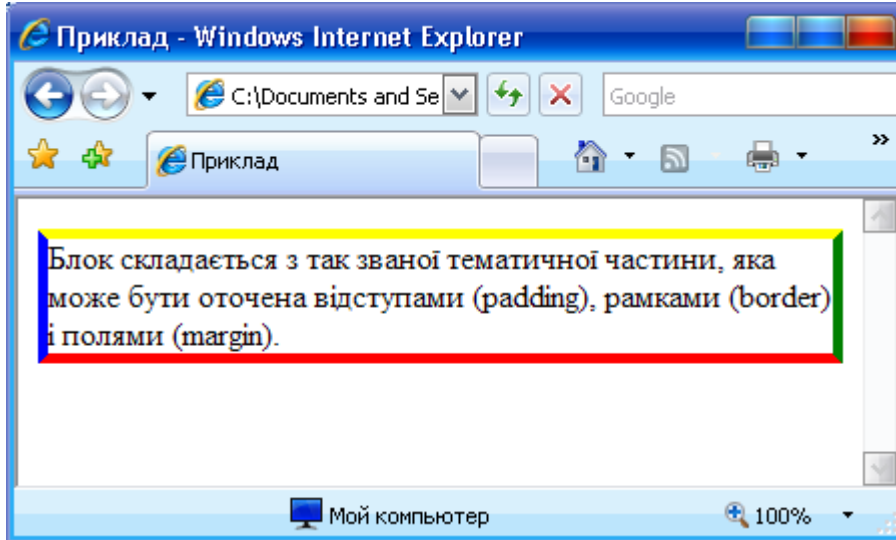 Приклад - Windows Internet Explorer
C:\Documents and Se
Google
Приклад
»
Блок складається з так званої тематичної частини, яка
може бути оточена відступами (padding), рамками (border)
і полями (margin).
Мой компьютер
100%